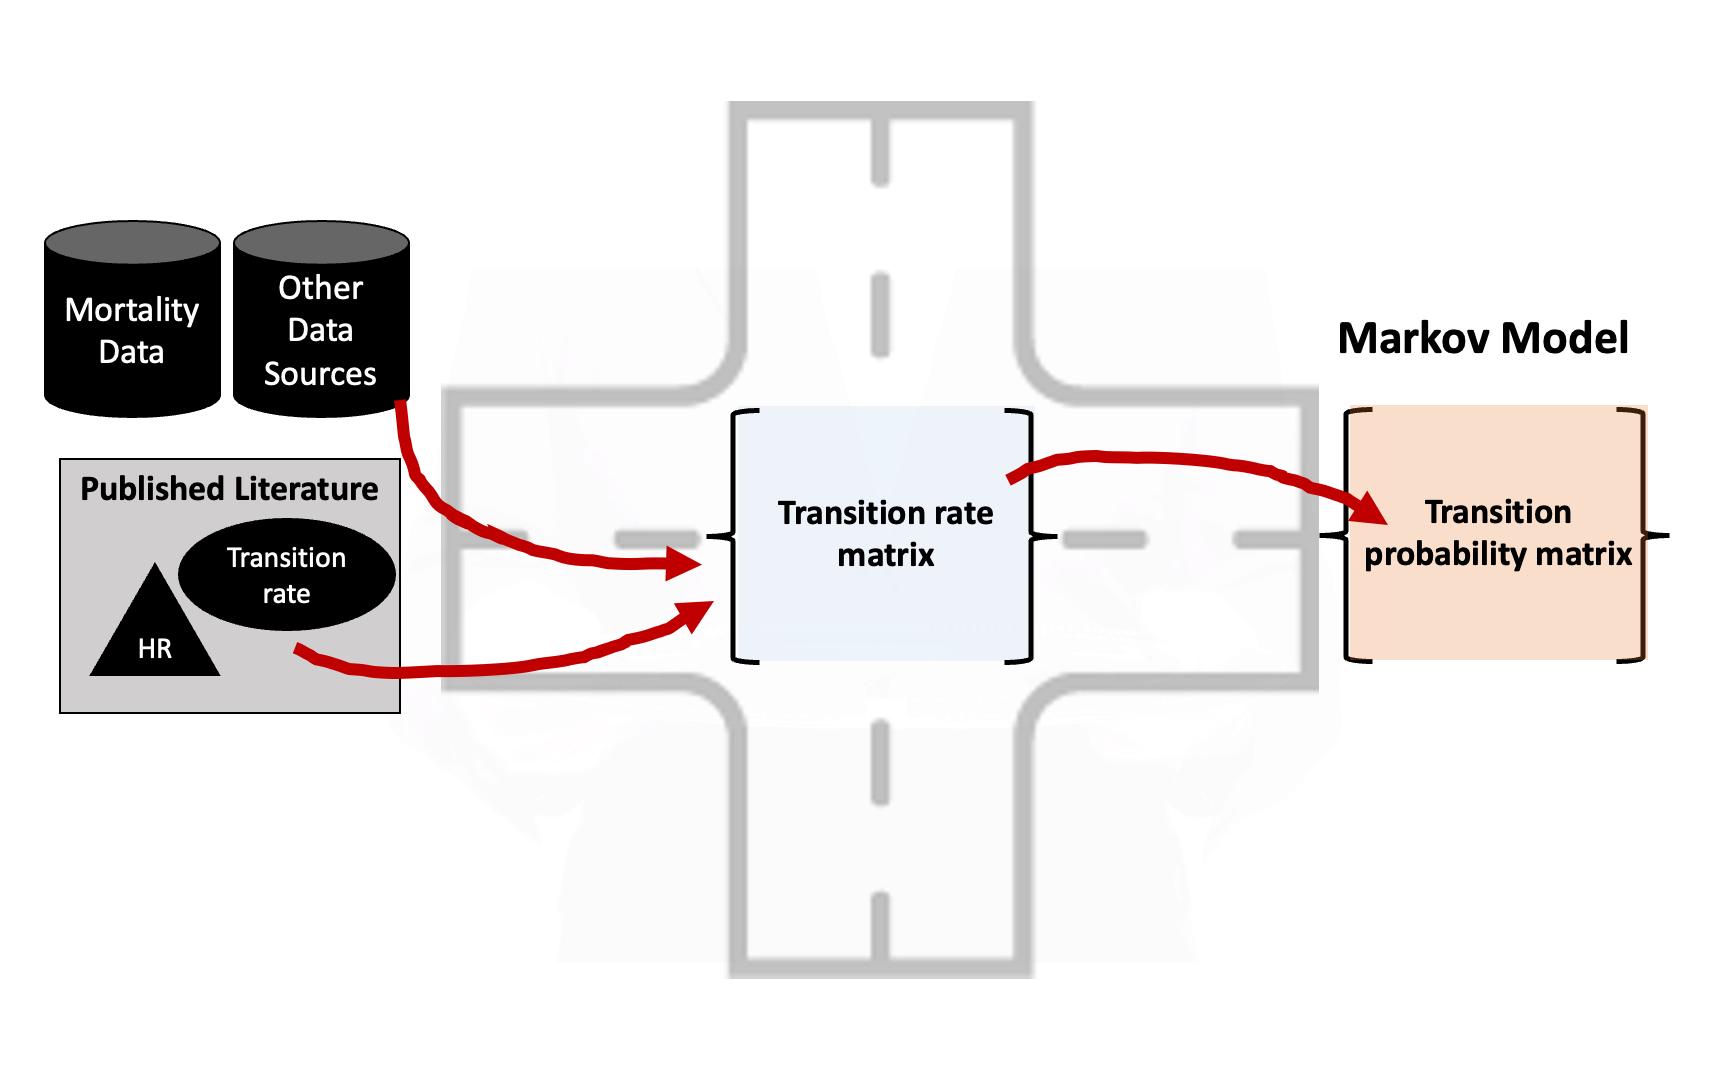 Mortality
Data
Other
Data
Sources
Published Literature
Transition
rate
HR
Transition rate
matrix
Markov Model
Transition
probability matrix